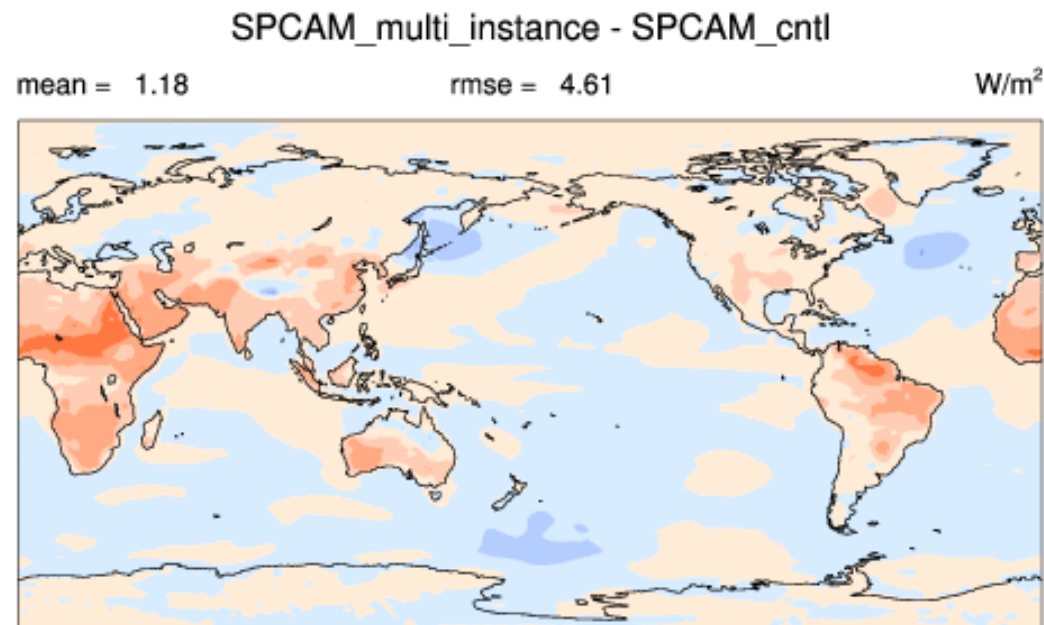 SPCAM_multi_instance - SPCAM_cntl
mean = 1.18 rmse = 4.61 W/m²